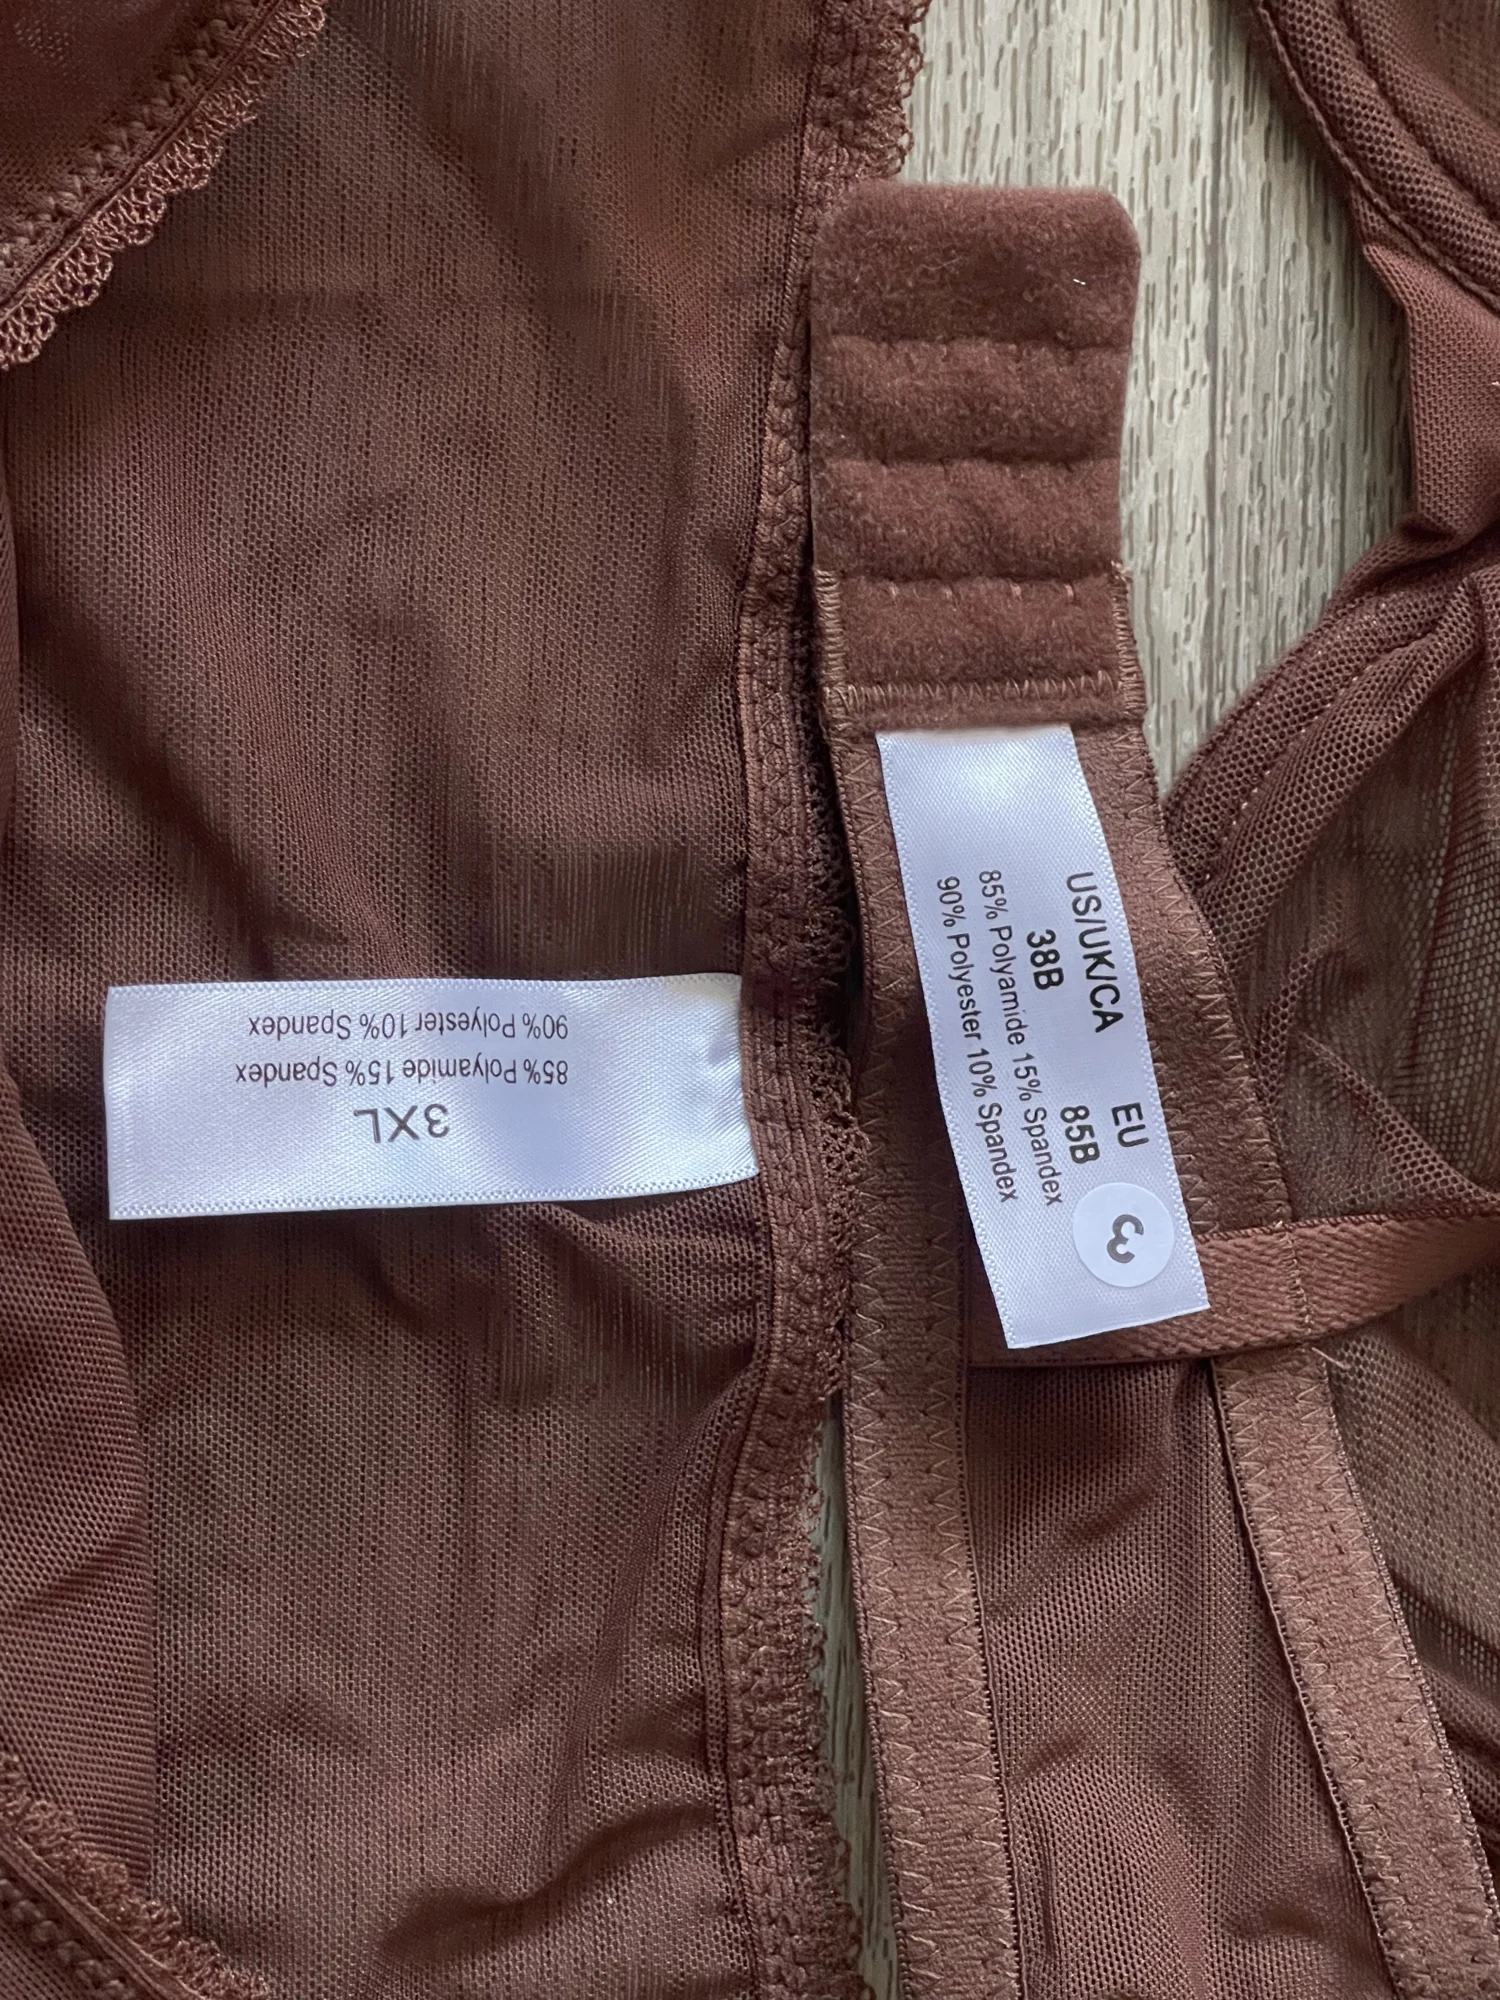 3XL
85% Polyamide 15% Spandex
90% Polyester 10% Spandex
US/UK/CA EU
38B 85B
85% Polyamide 15% Spandex
90% Polyester 10% Spandex
3